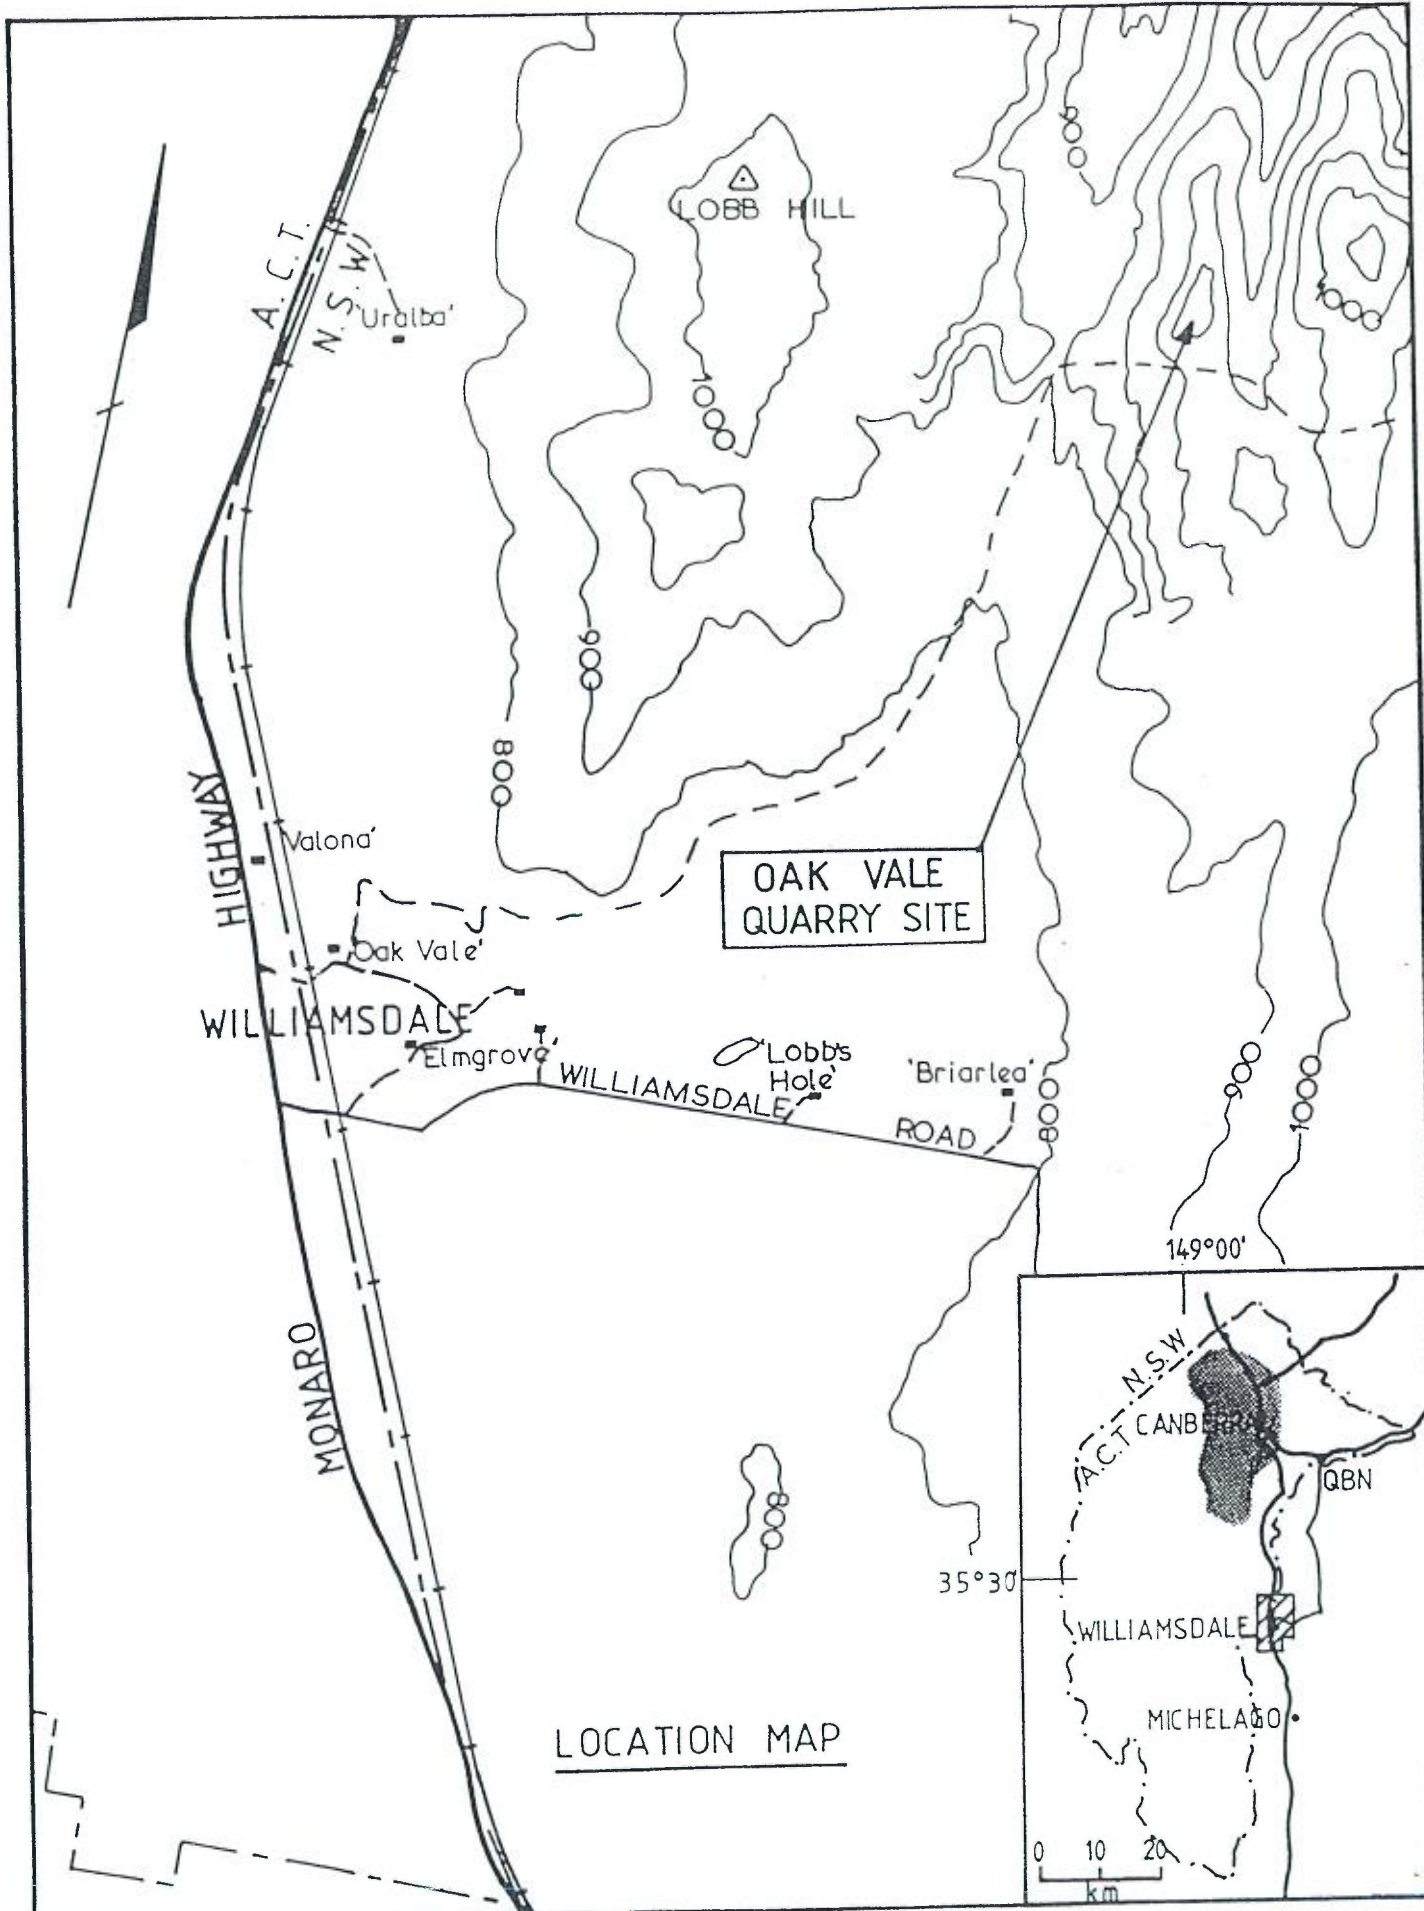 900
LOBB HILL
A.C.T.
N.S.W
'Uralba'
1000
1000
900
800
HIGHWAY
'Valona'
OAK VALE
QUARRY SITE
'Oak Vale'
WILLIAMSDALE
'Elmgrove'
WILLIAMSDALE
ROAD
'Lobb's
Hole'
'Briarlea'
800
900
1000
MONARO
800
LOCATION MAP
149°00'
N.S.W
A.C.T
CANBERRA
QBN
35°30'
WILLIAMSDALE
MICHELAGO
0 10 20
km